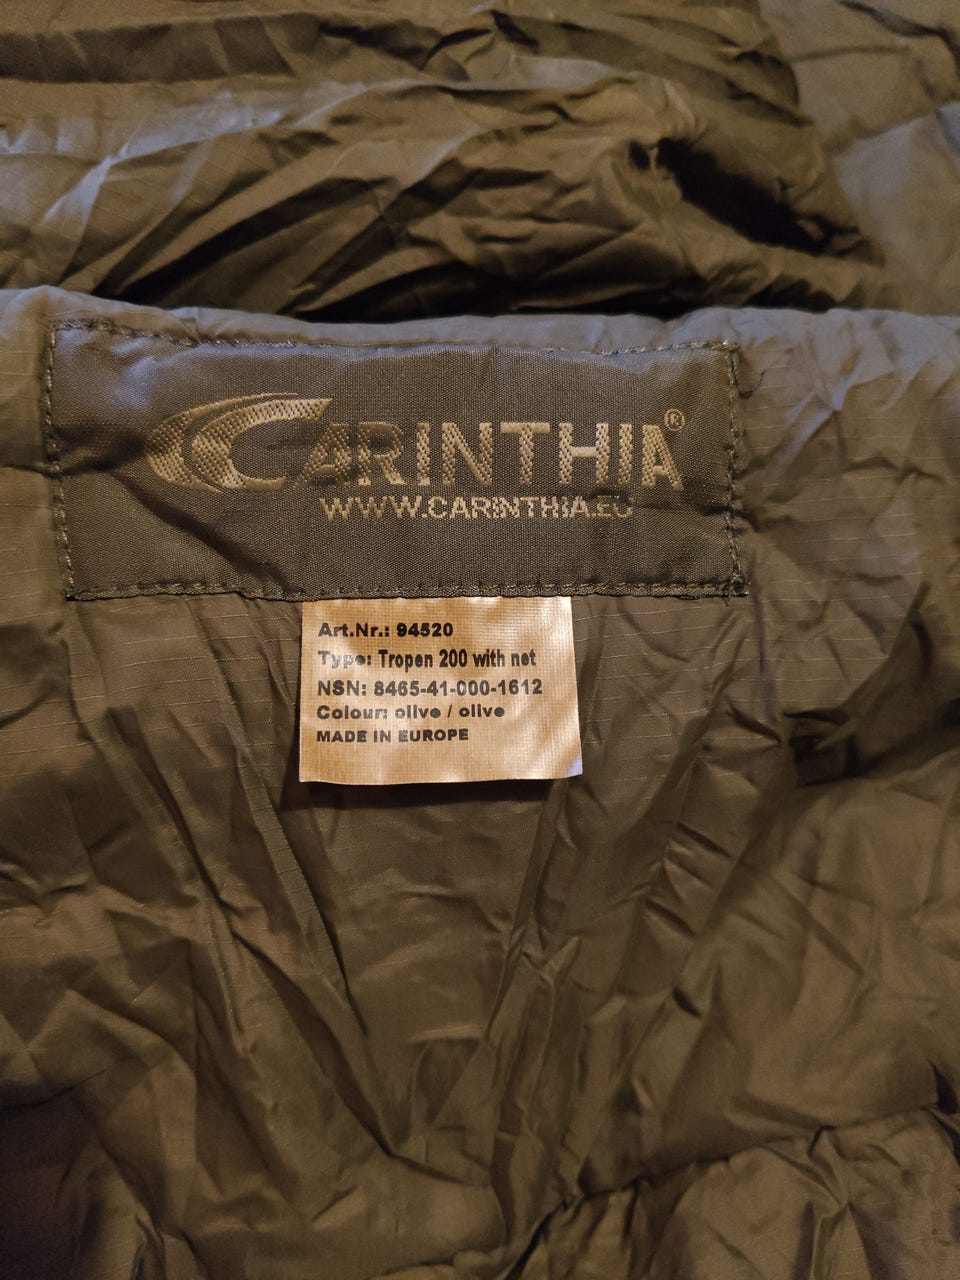 CARINTHIA®
WWW.CARINTHIA.EU
Art.Nr.: 94520
Type: Tropen 200 with net
NSN: 8465-41-000-1612
Colour: olive / olive
MADE IN EUROPE